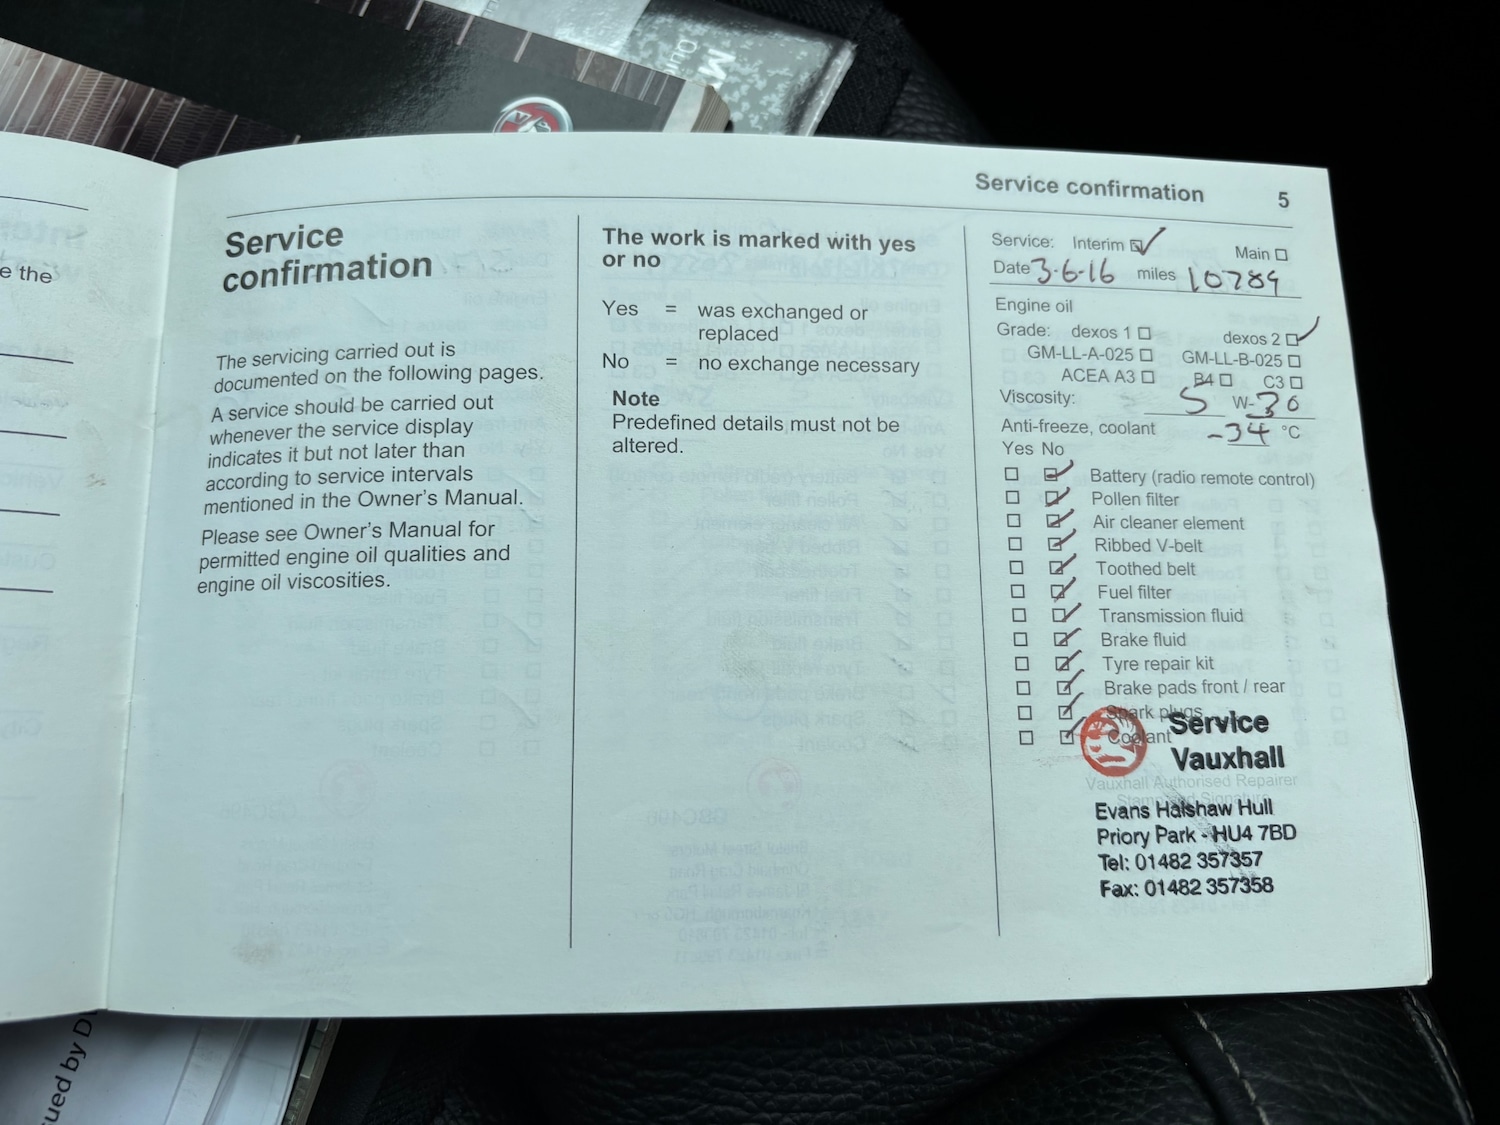 Service confirmation 5
e the
Service
confirmation
The servicing carried out is
documented on the following pages.
A service should be carried out
whenever the service display
indicates it but not later than
according to service intervals
mentioned in the Owner's Manual.
Please see Owner's Manual for
permitted engine oil qualities and
engine oil viscosities.
The work is marked with yes
or no
Yes = was exchanged or
replaced
No = no exchange necessary
Note
Predefined details must not be
altered.
Service: Interim Main
Date 3-6-16 miles 10789
Engine oil
Grade: dexos 1 dexos 2
GM-LL-A-025 GM-LL-B-025
ACEA A3 B4 C3
Viscosity: 5 W-30
Anti-freeze, coolant -34 °C
Yes No
Battery (radio remote control)
Pollen filter
Air cleaner element
Ribbed V-belt
Toothed belt
Fuel filter
Transmission fluid
Brake fluid
Tyre repair kit
Brake pads front / rear
Spark plugs
Coolant
Service
Vauxhall
Vauxhall Authorised Repairer
Stamp and Signature
Evans Halshaw Hull
Priory Park - HU4 7BD
Tel: 01482 357357
Fax: 01482 357358
ued by D